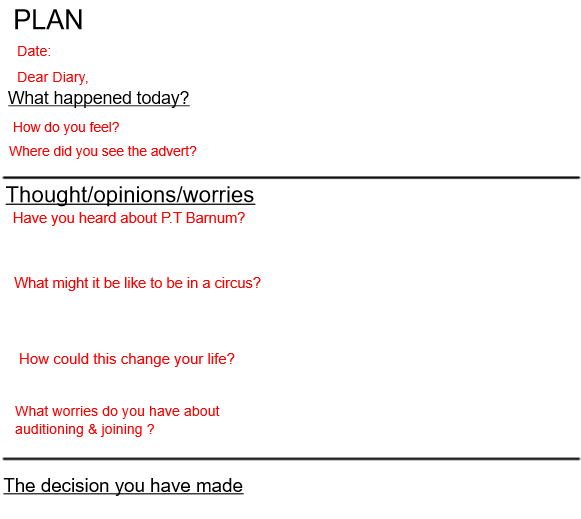 PLAN
Date:
Dear Diary,
What happened today?
How do you feel?
Where did you see the advert?
Thought/opinions/worries
Have you heard about P.T Barnum?
What might it be like to be in a circus?
How could this change your life?
What worries do you have about
auditioning & joining ?
The decision you have made